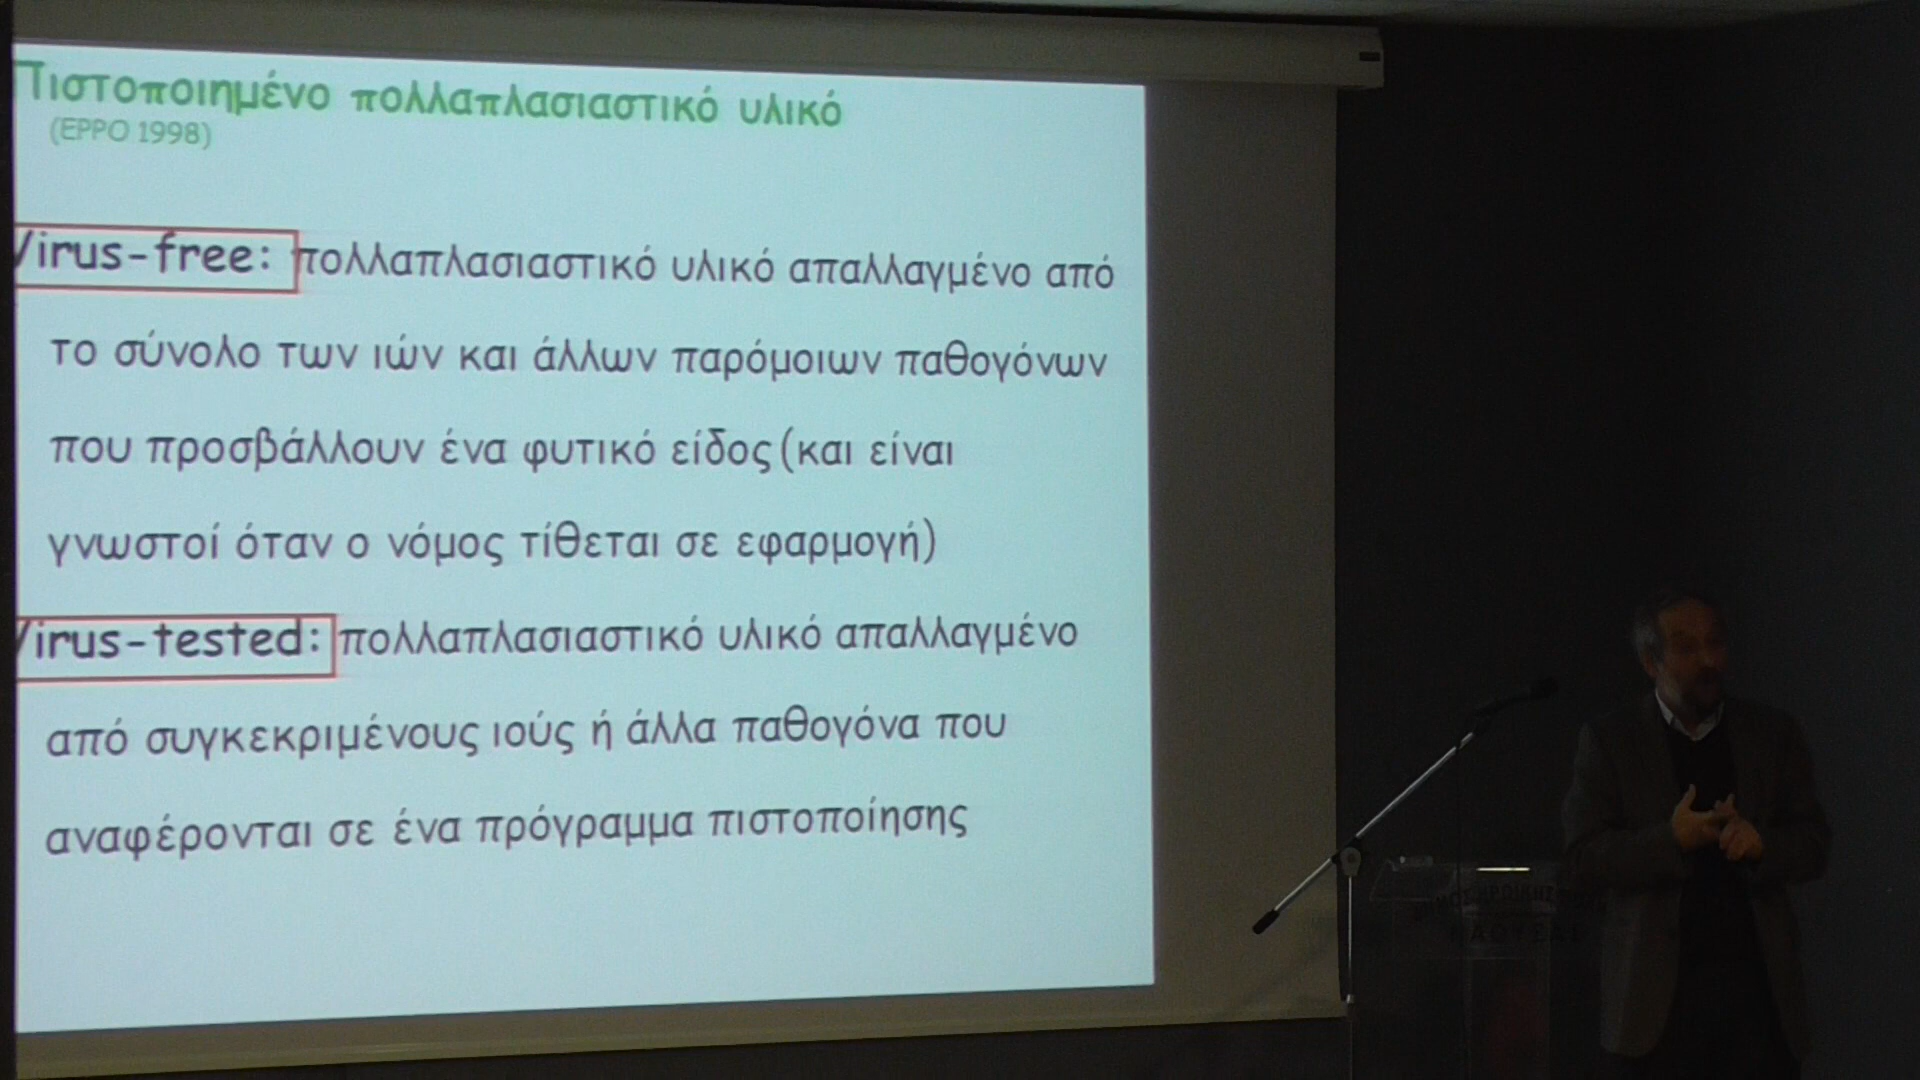 Πιστοποιημένο πολλαπλασιαστικό υλικό
(EPPO 1998)
Virus-free: πολλαπλασιαστικό υλικό απαλλαγμένο από
το σύνολο των ιών και άλλων παρόμοιων παθογόνων
που προσβάλλουν ένα φυτικό είδος (και είναι
γνωστοί όταν ο νόμος τίθεται σε εφαρμογή)
Virus-tested: πολλαπλασιαστικό υλικό απαλλαγμένο
από συγκεκριμένους ιούς ή άλλα παθογόνα που
αναφέρονται σε ένα πρόγραμμα πιστοποίησης
ΝΑΟΥΣΑΣ